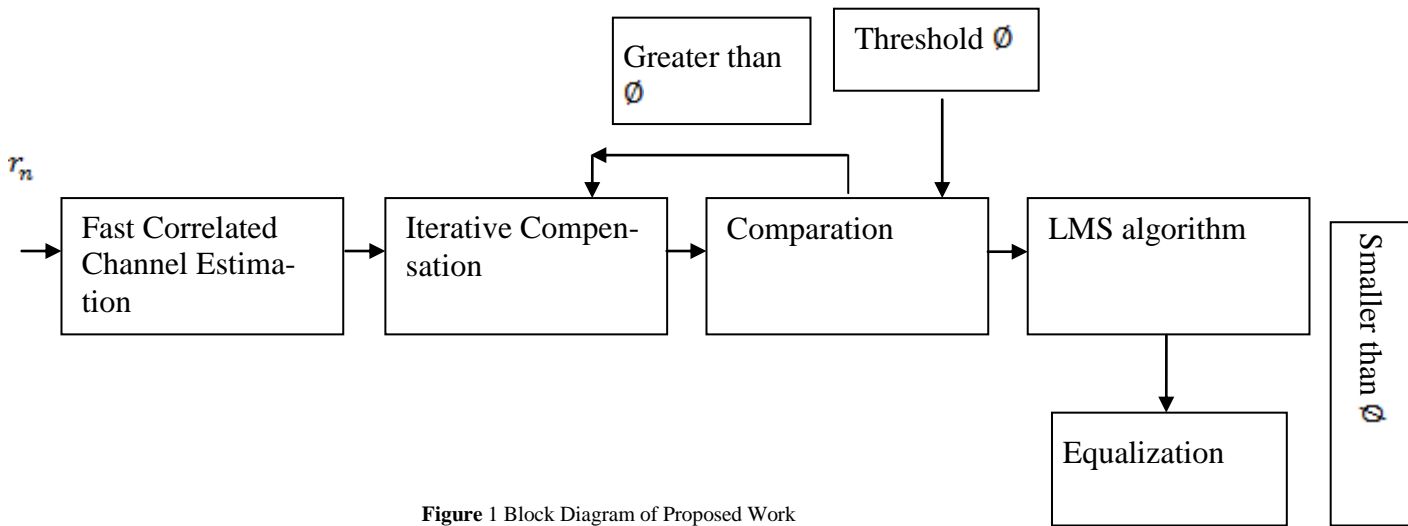 Greater than
∅
Threshold ∅
rₙ
Fast Correlated
Channel Estima-
tion
Iterative Compen-
sation
Comparation
LMS algorithm
Smaller than ∅
Equalization
Figure 1 Block Diagram of Proposed Work